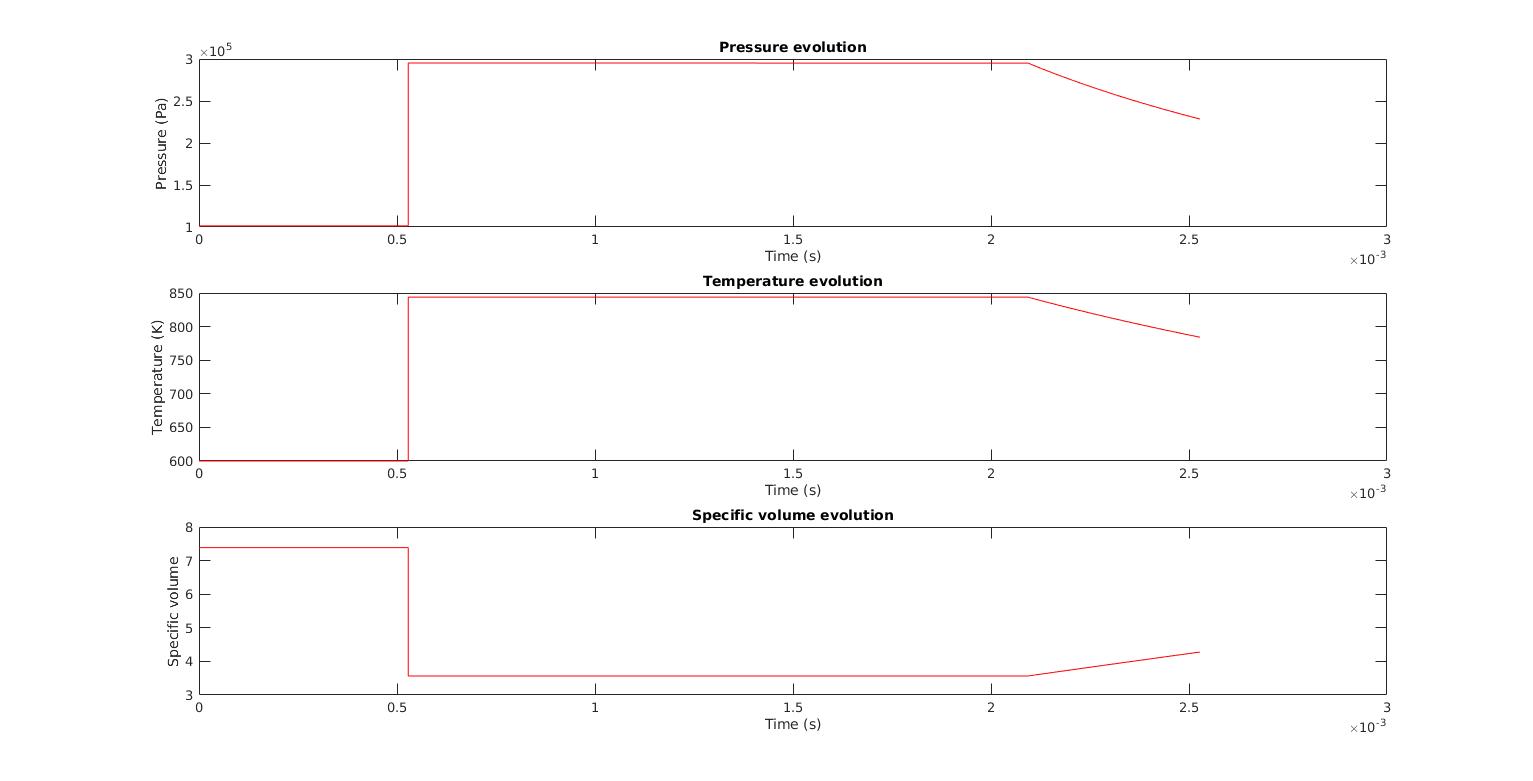 Pressure evolution
×10^5
3
2.5
2
1.5
1
Pressure (Pa)
0 0.5 1 1.5 2 2.5 3
Time (s)
×10^-3
Temperature evolution
850
800
750
700
650
600
Temperature (K)
0 0.5 1 1.5 2 2.5 3
Time (s)
×10^-3
Specific volume evolution
8
7
6
5
4
3
Specific volume
0 0.5 1 1.5 2 2.5 3
Time (s)
×10^-3